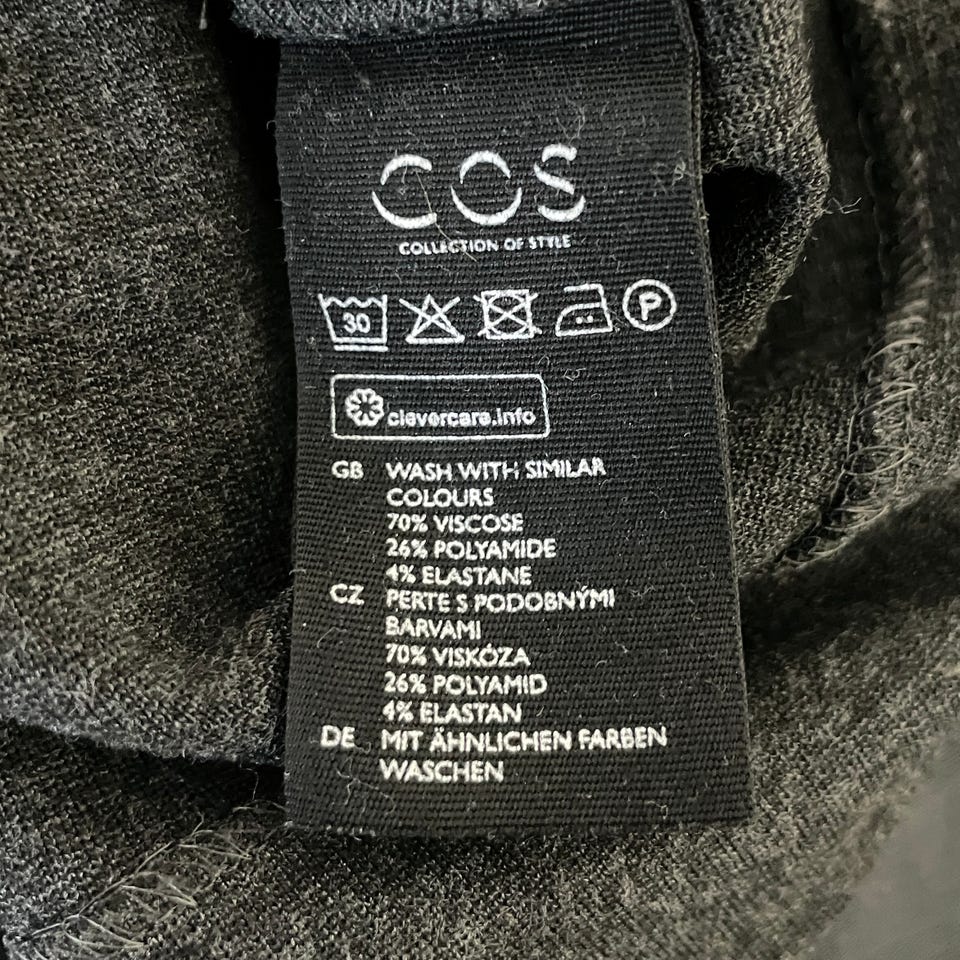 COS
COLLECTION OF STYLE
30 P
clevercare.info
GB WASH WITH SIMILAR
COLOURS
70% VISCOSE
26% POLYAMIDE
4% ELASTANE
CZ PERTE S PODOBNÝMI
BARVAMI
70% VISKÓZA
26% POLYAMID
4% ELASTAN
DE MIT ÄHNLICHEN FARBEN
WASCHEN